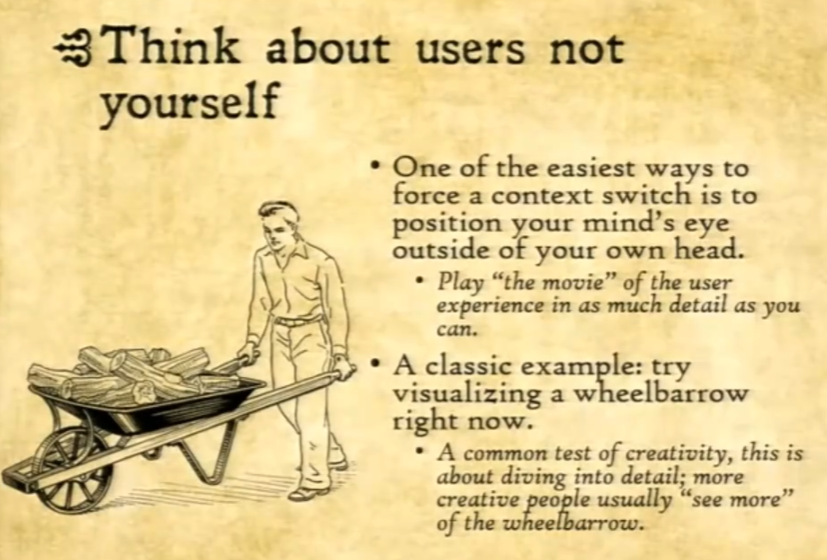 Think about users not
yourself
• One of the easiest ways to
force a context switch is to
position your mind's eye
outside of your own head.
• Play "the movie" of the user
experience in as much detail as you
can.
• A classic example: try
visualizing a wheelbarrow
right now.
• A common test of creativity, this is
about diving into detail; more
creative people usually "see more"
of the wheelbarrow.